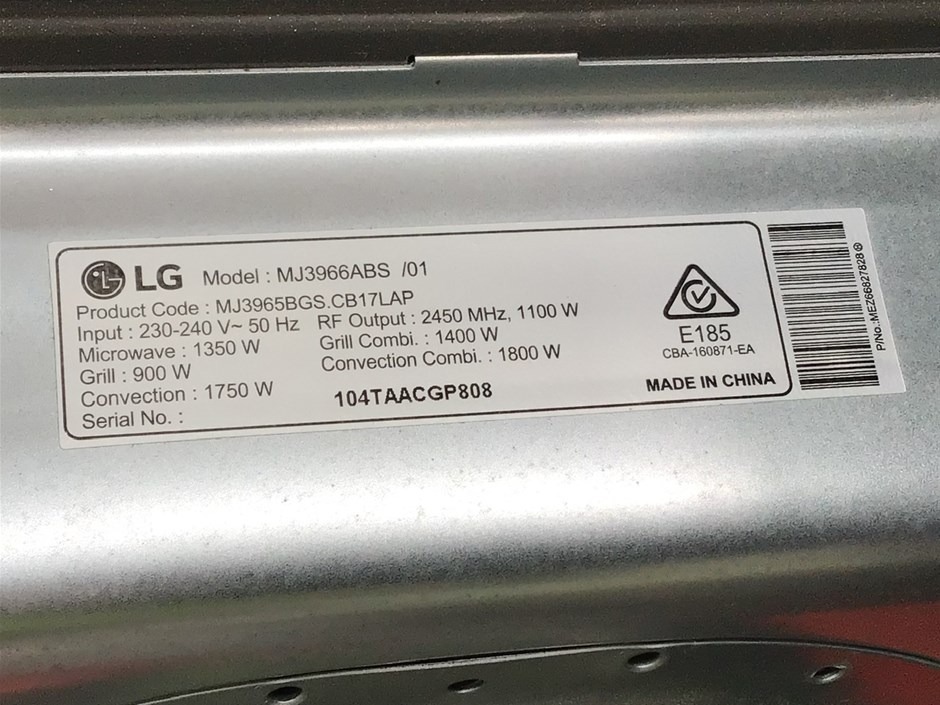 LG Model : MJ3966ABS /01
Product Code : MJ3965BGS.CB17LAP
Input : 230-240 V~ 50 Hz RF Output : 2450 MHz, 1100 W
Microwave : 1350 W Grill Combi. : 1400 W
Grill : 900 W Convection Combi. : 1800 W
Convection : 1750 W
Serial No. : 104TAACGP808
E185
CBA-160871-EA
MADE IN CHINA
P/No.:MEZ66827828